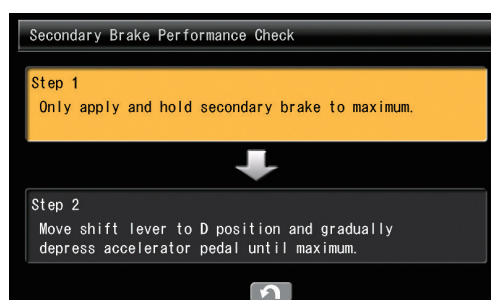 Secondary Brake Performance Check
Step 1
Only apply and hold secondary brake to maximum.
Step 2
Move shift lever to D position and gradually
depress accelerator pedal until maximum.